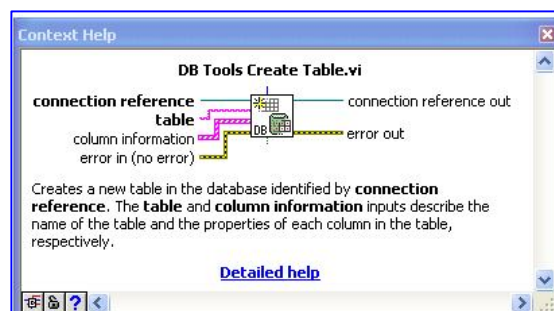 Context Help
DB Tools Create Table.vi
connection reference
connection reference out
table
column information
error out
error in (no error)
DB
Creates a new table in the database identified by connection
reference. The table and column information inputs describe the
name of the table and the properties of each column in the table,
respectively.
Detailed help
?